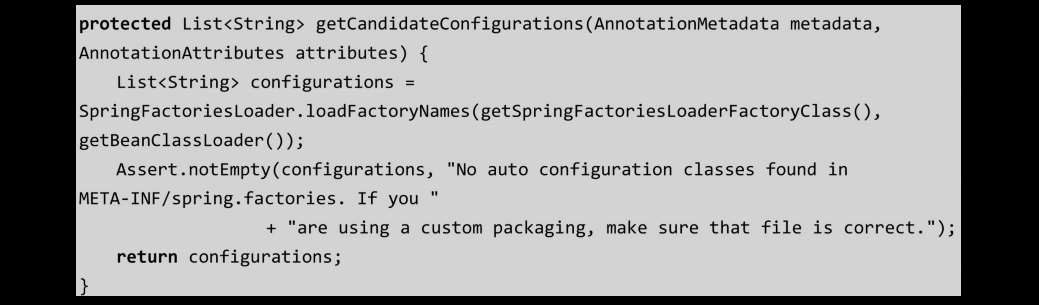 protected List<String> getCandidateConfigurations(AnnotationMetadata metadata,
AnnotationAttributes attributes) {
    List<String> configurations =
SpringFactoriesLoader.loadFactoryNames(getSpringFactoriesLoaderFactoryClass(),
getBeanClassLoader());
    Assert.notEmpty(configurations, "No auto configuration classes found in
META-INF/spring.factories. If you "
                    + "are using a custom packaging, make sure that file is correct.");
    return configurations;
}